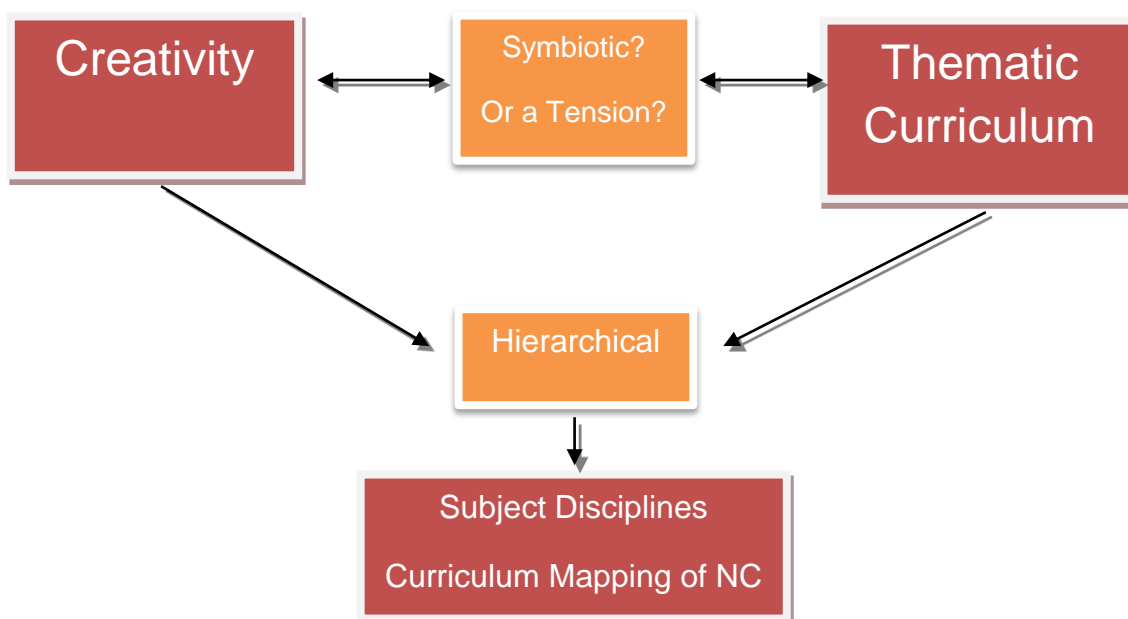 Creativity
Symbiotic?
Or a Tension?
Thematic
Curriculum
Hierarchical
Subject Disciplines
Curriculum Mapping of NC